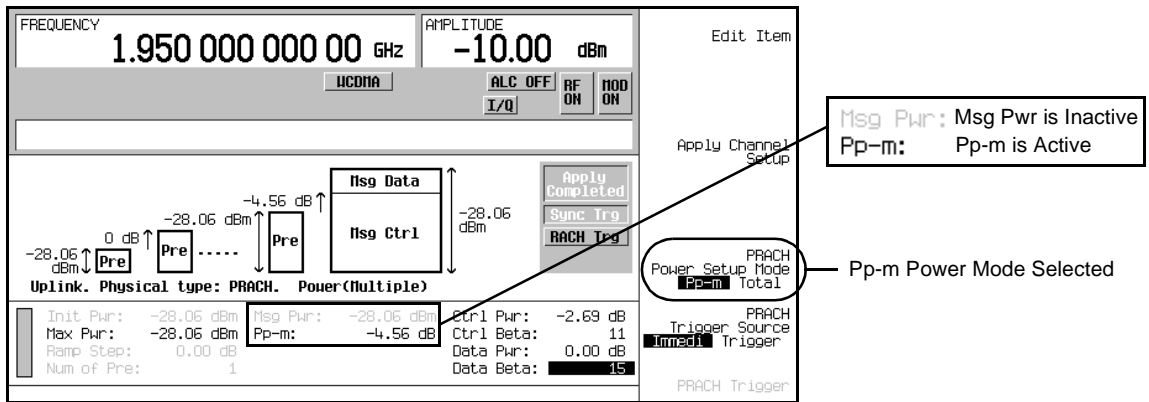 FREQUENCY
1.950 000 000 00 GHz
AMPLITUDE
-10.00 dBm
WCDMA
ALC OFF
I/Q
RF ON
MOD ON
Edit Item
Apply Channel
Setup
PRACH
Power Setup Mode
Pp-m Total
PRACH
Trigger Source
Immedi Trigger
PRACH Trigger
Msg Pwr: Msg Pwr is Inactive
Pp-m: Pp-m is Active
Pp-m Power Mode Selected
Apply
Completed
Sync Trg
RACH Trg
Msg Data
Msg Ctrl
-28.06
dBm
-4.56 dB
Pre
-28.06 dBm
Pre
-----
0 dB
Pre
-28.06
dBm
Uplink. Physical type: PRACH. Power(Multiple)
Init Pwr: -28.06 dBm Msg Pwr: -28.06 dBm Ctrl Pwr: -2.69 dB
Max Pwr: -28.06 dBm Pp-m: -4.56 dB Ctrl Beta: 11
Ramp Step: 0.00 dB Data Pwr: 0.00 dB
Num of Pre: 1 Data Beta: 15